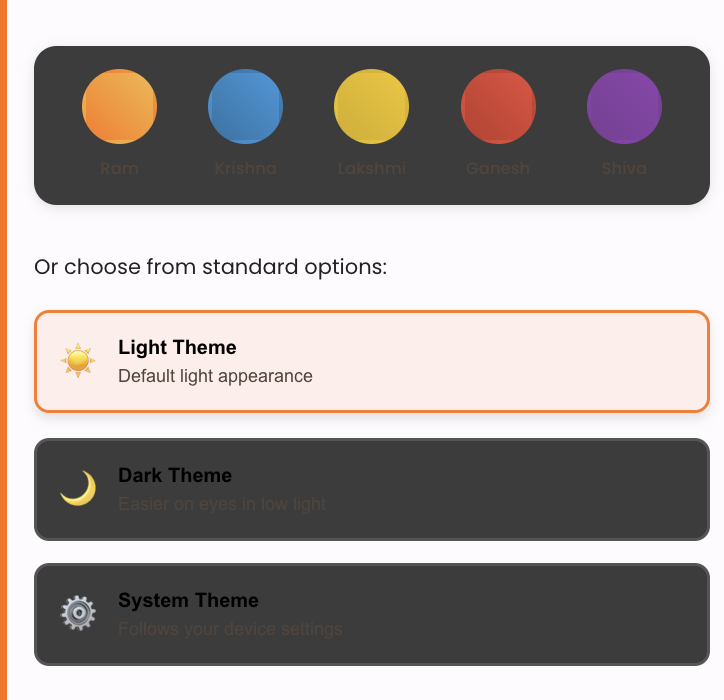 Ram
Krishna
Lakshmi
Ganesh
Shiva
Or choose from standard options:
Light Theme
Default light appearance
Dark Theme
Easier on eyes in low light
System Theme
Follows your device settings